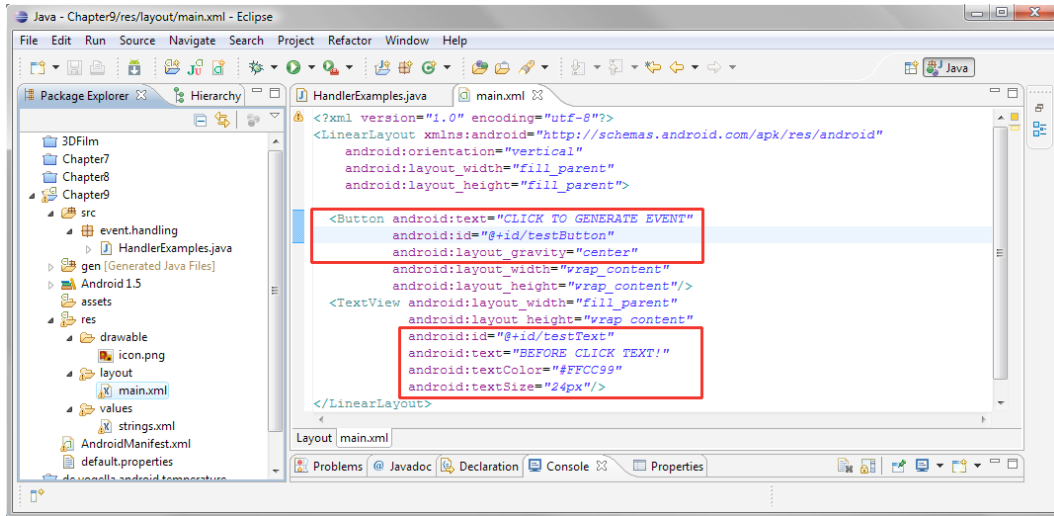 Java - Chapter9/res/layout/main.xml - Eclipse
File Edit Run Source Navigate Search Project Refactor Window Help
Java
Package Explorer
Hierarchy
3DFilm
Chapter7
Chapter8
Chapter9
src
event.handling
HandlerExamples.java
gen [Generated Java Files]
Android 1.5
assets
res
drawable
icon.png
layout
main.xml
values
strings.xml
AndroidManifest.xml
default.properties
de.vogella.android.temperature
HandlerExamples.java
main.xml
<?xml version="1.0" encoding="utf-8"?>
<LinearLayout xmlns:android="http://schemas.android.com/apk/res/android"
android:orientation="vertical"
android:layout_width="fill_parent"
android:layout_height="fill_parent">
<Button android:text="CLICK TO GENERATE EVENT"
android:id="@+id/testButton"
android:layout_gravity="center"
android:layout_width="wrap_content"
android:layout_height="wrap_content"/>
<TextView android:layout_width="fill_parent"
android:layout_height="wrap_content"
android:id="@+id/testText"
android:text="BEFORE CLICK TEXT!"
android:textColor="#FFCC99"
android:textSize="24px"/>
</LinearLayout>
Layout main.xml
Problems @ Javadoc Declaration Console Properties